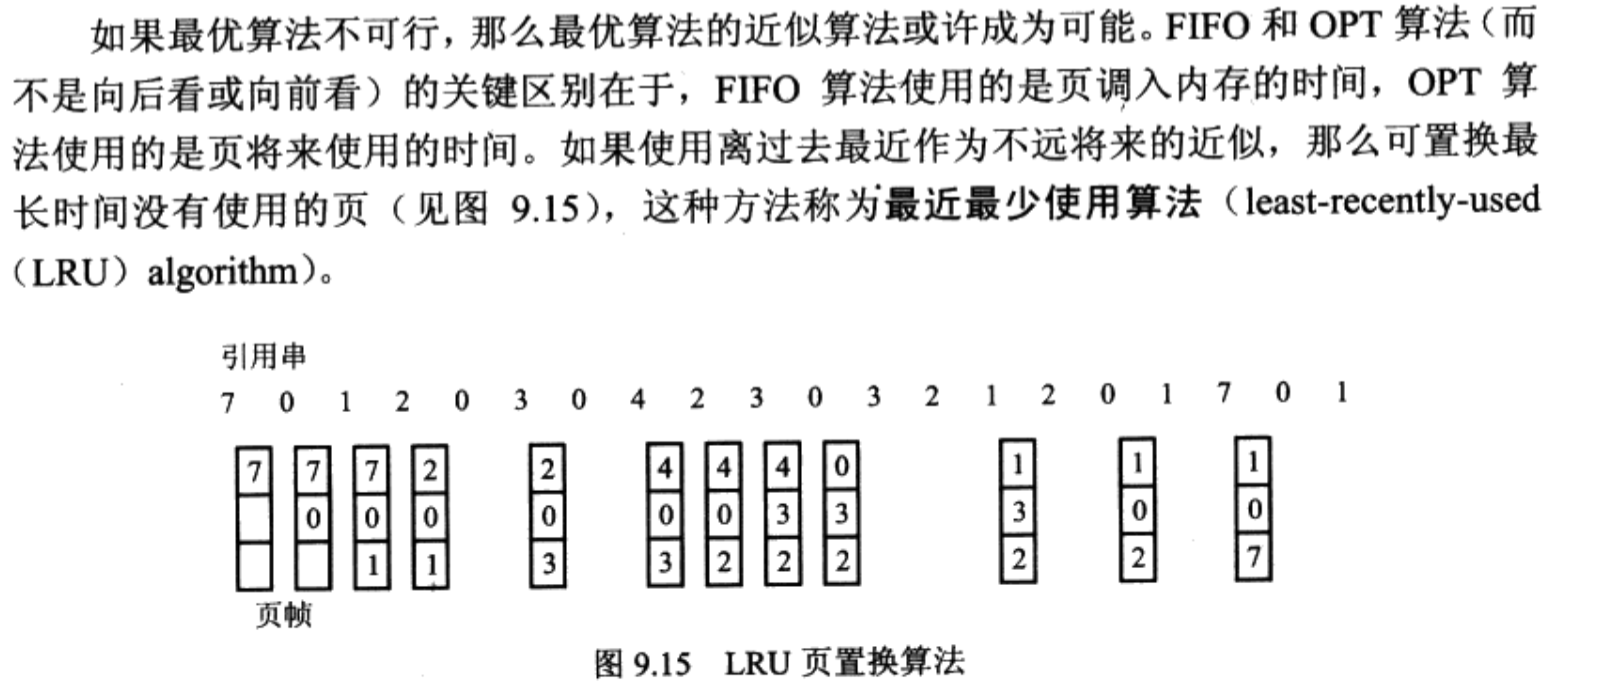 如果最优算法不可行，那么最优算法的近似算法或许成为可能。FIFO 和 OPT 算法（而
不是向后看或向前看）的关键区别在于，FIFO 算法使用的是页调入内存的时间，OPT 算
法使用的是页将来使用的时间。如果使用离过去最近作为不远将来的近似，那么可置换最
长时间没有使用的页（见图 9.15），这种方法称为最近最少使用算法（least-recently-used
（LRU）algorithm）。
引用串
7 0 1 2 0 3 0 4 2 3 0 3 2 1 2 0 1 7 0 1
7 7 7 2 2 4 4 4 0 1 1 1
0 0 0 0 0 0 3 3 3 0 0
1 1 3 3 2 2 2 2 2 7
页帧
图 9.15 LRU 页置换算法